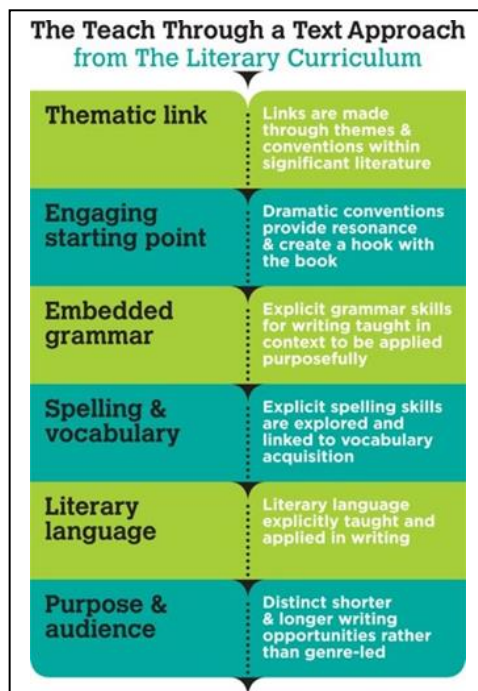 The Teach Through a Text Approach
from The Literary Curriculum
Thematic link
Links are made
through themes &
conventions within
significant literature
Engaging
starting point
Dramatic conventions
provide resonance
& create a hook with
the book
Embedded
grammar
Explicit grammar skills
for writing taught in
context to be applied
purposefully
Spelling &
vocabulary
Explicit spelling skills
are explored and
linked to vocabulary
acquisition
Literary
language
Literary language
explicitly taught and
applied in writing
Purpose &
audience
Distinct shorter
& longer writing
opportunities rather
than genre-led